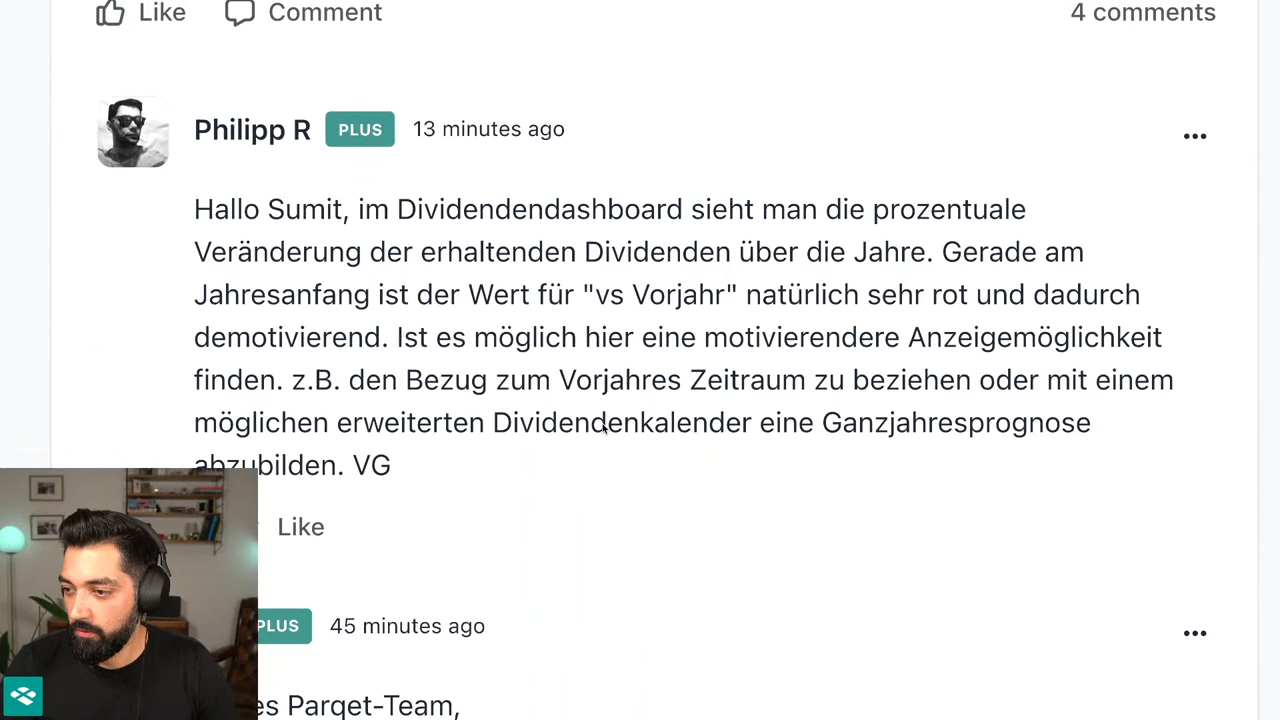 Like
Comment
4 comments
Philipp R
PLUS
13 minutes ago
Hallo Sumit, im Dividendendashboard sieht man die prozentuale
Veränderung der erhaltenden Dividenden über die Jahre. Gerade am
Jahresanfang ist der Wert für "vs Vorjahr" natürlich sehr rot und dadurch
demotivierend. Ist es möglich hier eine motivierendere Anzeigemöglichkeit
finden. z.B. den Bezug zum Vorjahres Zeitraum zu beziehen oder mit einem
möglichen erweiterten Dividendenkalender eine Ganzjahresprognose
abzubilden. VG
Like
PLUS
45 minutes ago
es Parqet-Team,